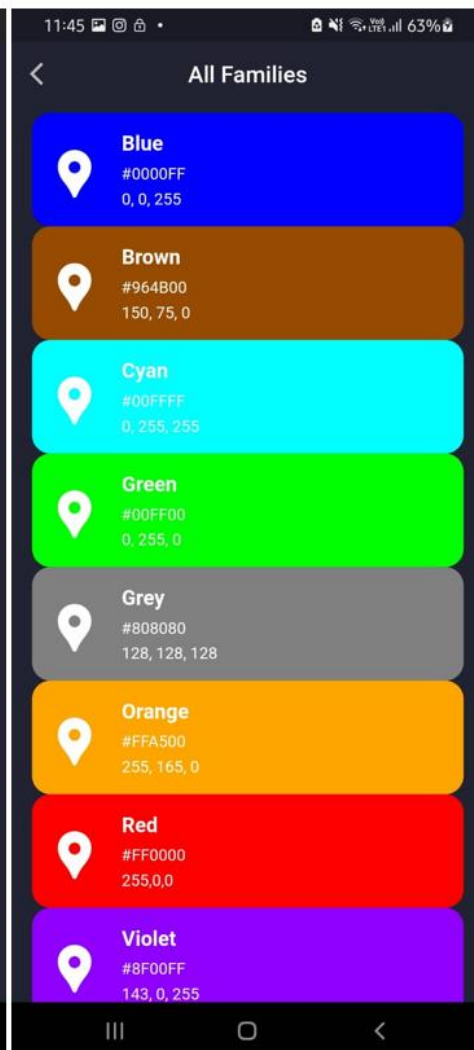 11:45
VoD LTE1 63%
All Families
Blue
#0000FF
0, 0, 255
Brown
#964B00
150, 75, 0
Cyan
#00FFFF
0, 255, 255
Green
#00FF00
0, 255, 0
Grey
#808080
128, 128, 128
Orange
#FFA500
255, 165, 0
Red
#FF0000
255,0,0
Violet
#8F00FF
143, 0, 255